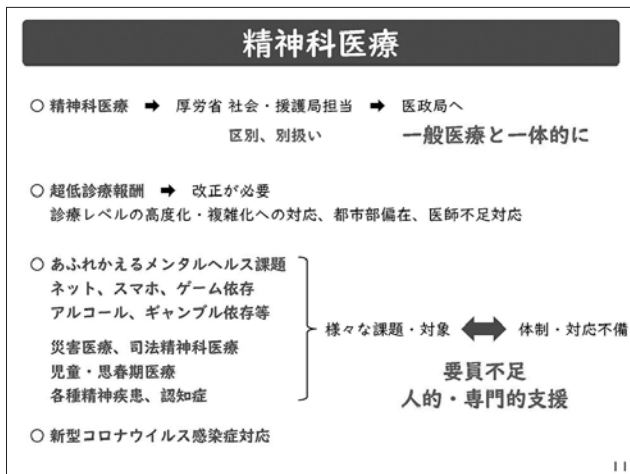 精神科医療
○ 精神科医療 ➡ 厚労省 社会・援護局担当 ➡ 医政局へ
区別、別扱い 一般医療と一体的に
○ 超低診療報酬 ➡ 改正が必要
診療レベルの高度化・複雑化への対応、都市部偏在、医師不足対応
○ あふれかえるメンタルヘルス課題
ネット、スマホ、ゲーム依存
アルコール、ギャンブル依存等
様々な課題・対象 ⬌ 体制・対応不備
災害医療、司法精神科医療
児童・思春期医療
各種精神疾患、認知症
要員不足
人的・専門的支援
○ 新型コロナウイルス感染症対応
11